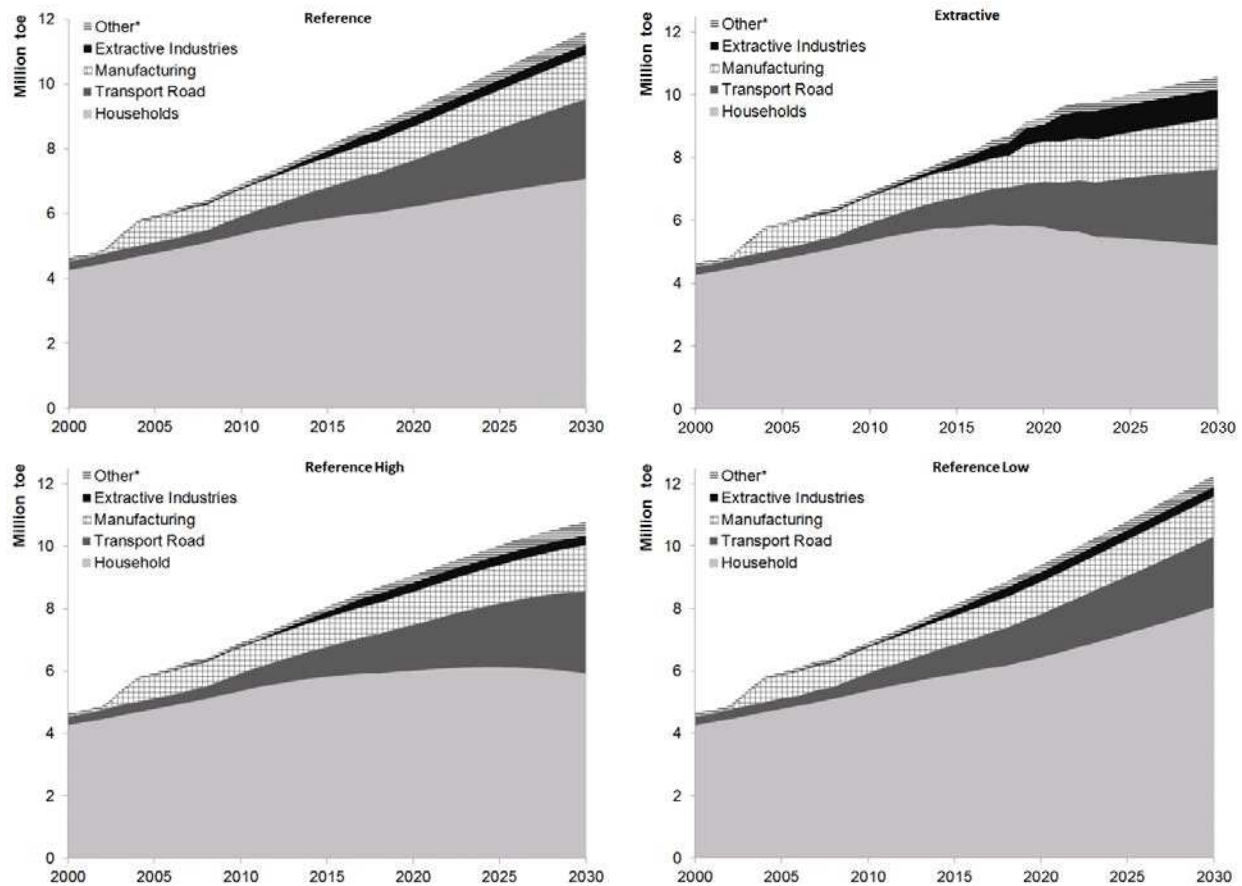 Reference
Million toe
12
10
8
6
4
2
0
Other*
Extractive Industries
Manufacturing
Transport Road
Households
2000 2005 2010 2015 2020 2025 2030
Extractive
Million toe
12
10
8
6
4
2
0
Other*
Extractive Industries
Manufacturing
Transport Road
Households
2000 2005 2010 2015 2020 2025 2030
Reference High
Million toe
12
10
8
6
4
2
0
Other*
Extractive Industries
Manufacturing
Transport Road
Household
2000 2005 2010 2015 2020 2025 2030
Reference Low
Million toe
12
10
8
6
4
2
0
Other*
Extractive Industries
Manufacturing
Transport Road
Household
2000 2005 2010 2015 2020 2025 2030